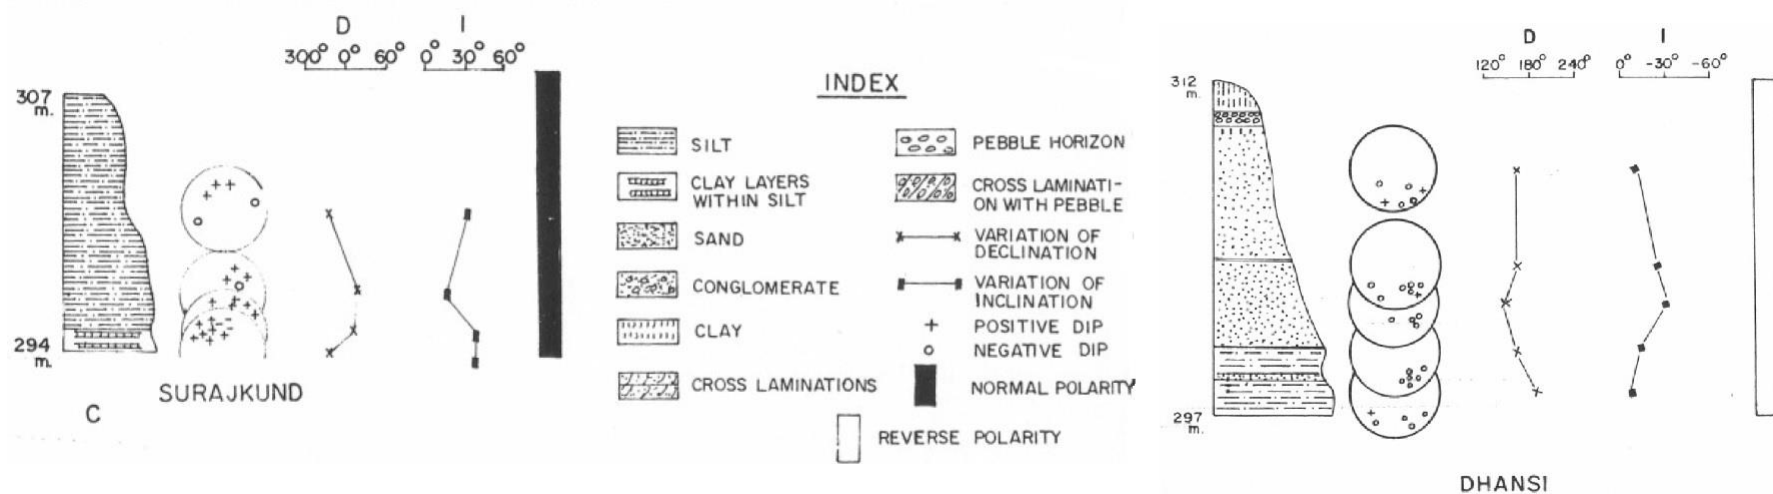 D
I
300° 0° 60°
0° 30° 60°
307
m.
294
m.
SURAJKUND
C
INDEX
SILT
CLAY LAYERS
WITHIN SILT
SAND
CONGLOMERATE
CLAY
CROSS LAMINATIONS
PEBBLE HORIZON
CROSS LAMINATI-
ON WITH PEBBLE
VARIATION OF
DECLINATION
VARIATION OF
INCLINATION
POSITIVE DIP
NEGATIVE DIP
NORMAL POLARITY
REVERSE POLARITY
D
I
120° 180° 240°
0° -30° -60°
312
m.
297
m.
DHANSI